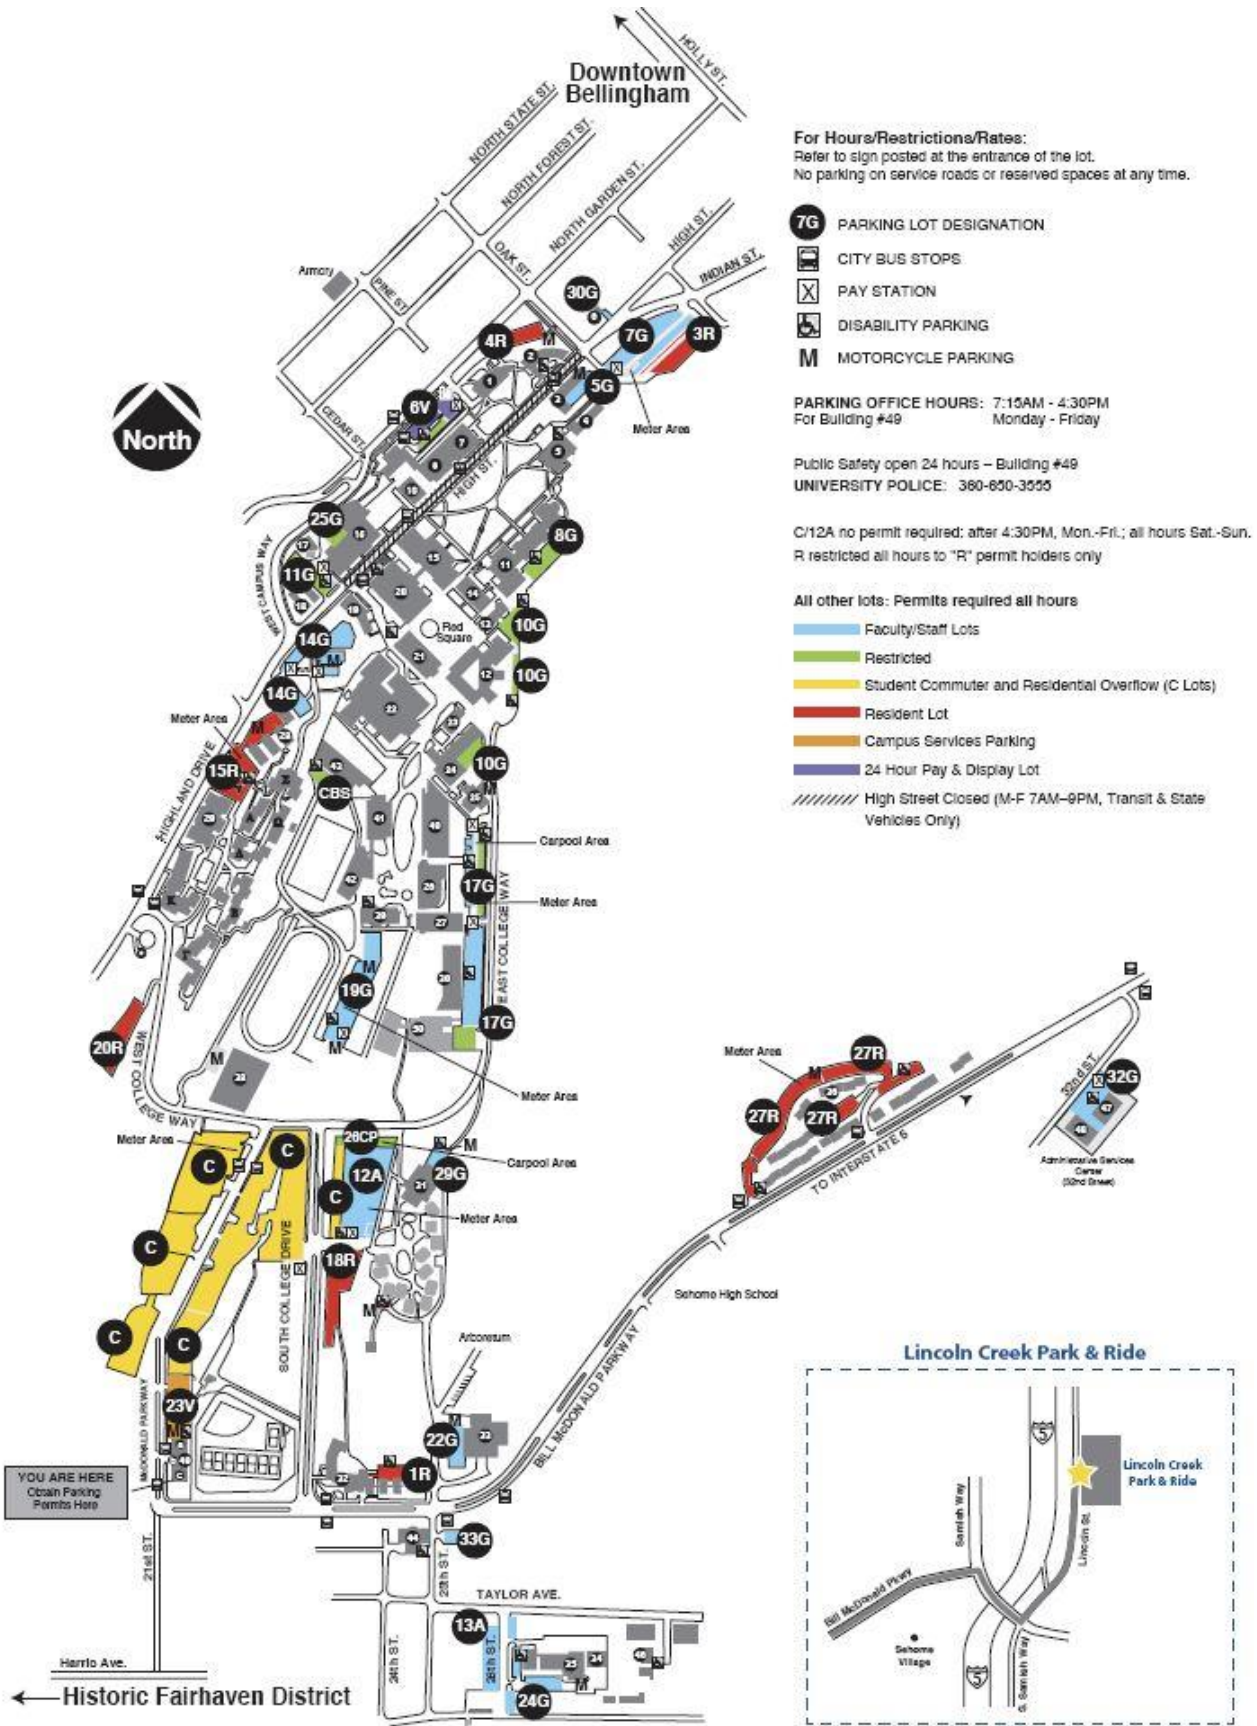 HOLLY ST.
Downtown
Bellingham
NORTH STATE ST.
NORTH FOREST ST.
NORTH GARDEN ST.
HIGH ST.
INDIAN ST.
OAK ST.
PINE ST.
CEDAR ST.
Armory
North
30G
7G
3R
4R
5G
6V
Meter Area
HIGH ST.
25G
8G
11G
WEST CAMPUS WAY
Red
Square
10G
14G
10G
14G
Meter Area
HIGHLAND DRIVE
15R
10G
CBS
Carpool Area
17G
Meter Area
EAST COLLEGE WAY
19G
17G
20R
WEST COLLEGE WAY
Meter Area
Meter Area
26CP
Carpool Area
C
C
12A
29G
C
Meter Area
C
18R
SOUTH COLLEGE DRIVE
C
C
Arboretum
23V
McDONALD PARKWAY
22G
1R
YOU ARE HERE
Obtain Parking
Permits Here
BILL McDONALD PARKWAY
Sehome High School
21st ST.
33G
25th ST.
TAYLOR AVE.
13A
24th ST.
26th ST.
24G
Harris Ave.
Historic Fairhaven District
Meter Area
27R
27R
27R
TO INTERSTATE 5
32nd ST.
32G
Administrative Services
Center
(32nd Street)
For Hours/Restrictions/Rates:
Refer to sign posted at the entrance of the lot.
No parking on service roads or reserved spaces at any time.
7G PARKING LOT DESIGNATION
CITY BUS STOPS
X PAY STATION
DISABILITY PARKING
M MOTORCYCLE PARKING
PARKING OFFICE HOURS: 7:15AM - 4:30PM
For Building #49 Monday - Friday
Public Safety open 24 hours – Building #49
UNIVERSITY POLICE: 360-650-3555
C/12A no permit required: after 4:30PM, Mon.-Fri.; all hours Sat.-Sun.
R restricted all hours to "R" permit holders only
All other lots: Permits required all hours
Faculty/Staff Lots
Restricted
Student Commuter and Residential Overflow (C Lots)
Resident Lot
Campus Services Parking
24 Hour Pay & Display Lot
High Street Closed (M-F 7AM–9PM, Transit & State
Vehicles Only)
Lincoln Creek Park & Ride
5
Lincoln Creek
Park & Ride
Samish Way
Lincoln St.
Bill McDonald Pkwy
Sehome
Village
5
S. Samish Way